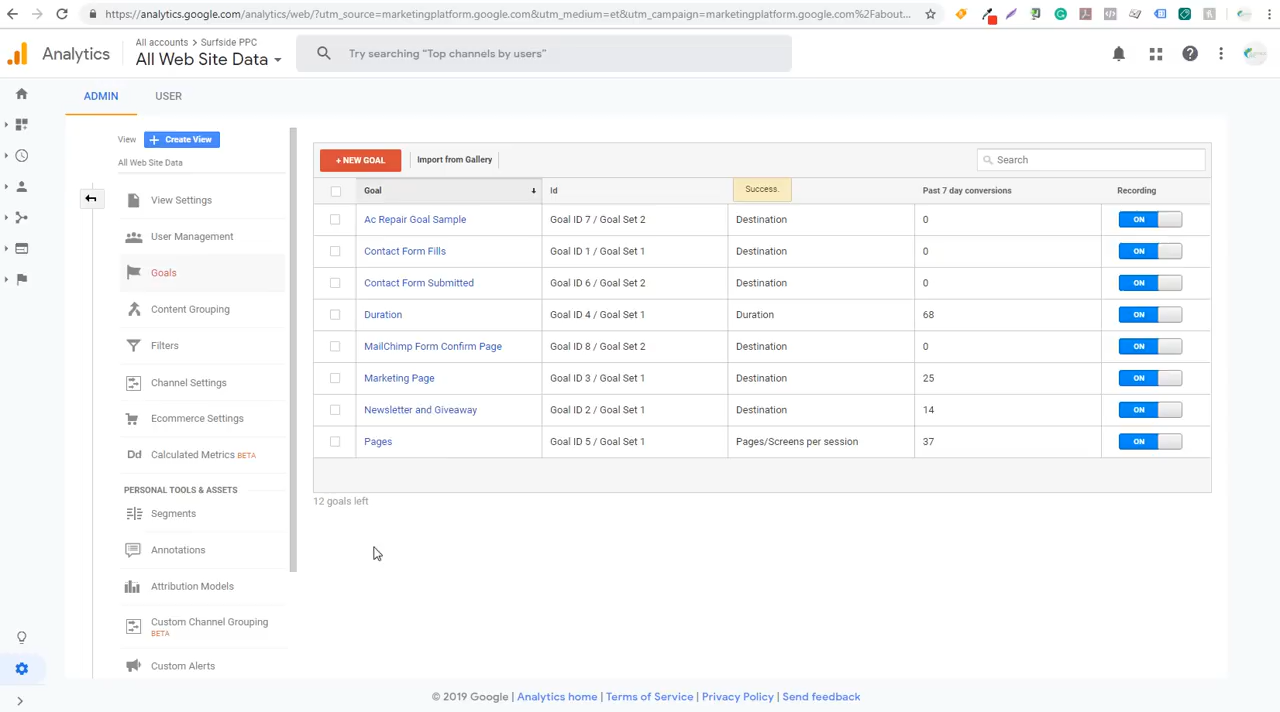 https://analytics.google.com/analytics/web/?utm_source=marketingplatform.google.com&utm_medium=et&utm_campaign=marketingplatform.google.com%2Fabout...
Analytics
All accounts > Surfside PPC
All Web Site Data
Try searching “Top channels by users”
ADMIN
USER
View
+ Create View
All Web Site Data
View Settings
User Management
Goals
Content Grouping
Filters
Channel Settings
Ecommerce Settings
Dd Calculated Metrics BETA
PERSONAL TOOLS & ASSETS
Segments
Annotations
Attribution Models
Custom Channel Grouping
BETA
Custom Alerts
+ NEW GOAL
Import from Gallery
Search
Goal Id Success. Past 7 day conversions Recording
Ac Repair Goal Sample Goal ID 7 / Goal Set 2 Destination 0 ON
Contact Form Fills Goal ID 1 / Goal Set 1 Destination 0 ON
Contact Form Submitted Goal ID 6 / Goal Set 2 Destination 0 ON
Duration Goal ID 4 / Goal Set 1 Duration 68 ON
MailChimp Form Confirm Page Goal ID 8 / Goal Set 2 Destination 0 ON
Marketing Page Goal ID 3 / Goal Set 1 Destination 25 ON
Newsletter and Giveaway Goal ID 2 / Goal Set 1 Destination 14 ON
Pages Goal ID 5 / Goal Set 1 Pages/Screens per session 37 ON
12 goals left
© 2019 Google | Analytics home | Terms of Service | Privacy Policy | Send feedback